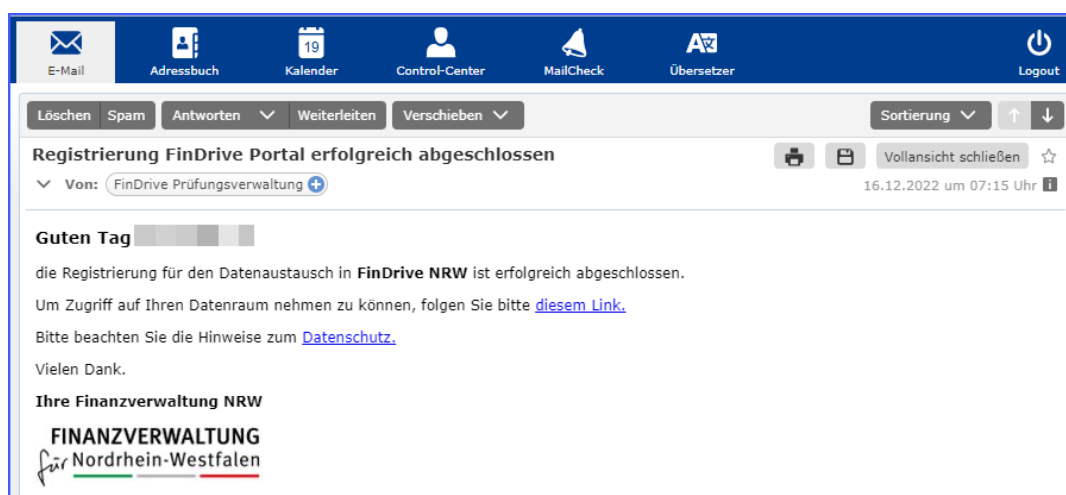 E-Mail Adressbuch 19 Kalender Control-Center MailCheck Übersetzer Logout
Löschen Spam Antworten Weiterleiten Verschieben Sortierung
Registrierung FinDrive Portal erfolgreich abgeschlossen Vollansicht schließen
Von: FinDrive Prüfungsverwaltung 16.12.2022 um 07:15 Uhr
Guten Tag
die Registrierung für den Datenaustausch in FinDrive NRW ist erfolgreich abgeschlossen.
Um Zugriff auf Ihren Datenraum nehmen zu können, folgen Sie bitte diesem Link.
Bitte beachten Sie die Hinweise zum Datenschutz.
Vielen Dank.
Ihre Finanzverwaltung NRW
FINANZVERWALTUNG
für Nordrhein-Westfalen